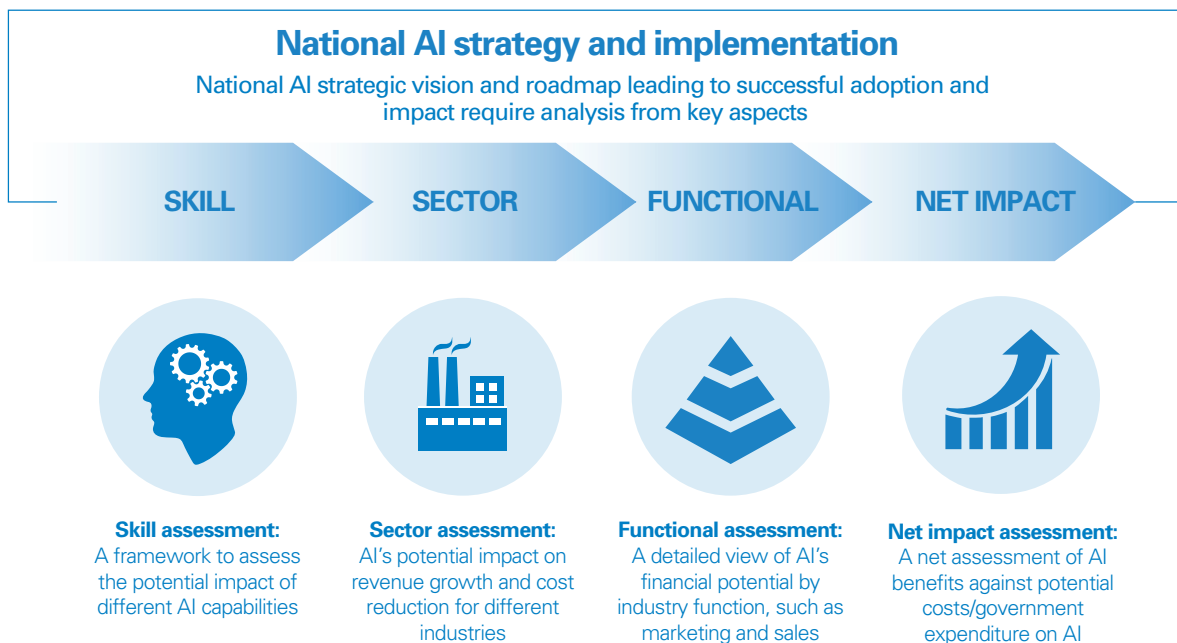 National AI strategy and implementation
National AI strategic vision and roadmap leading to successful adoption and
impact require analysis from key aspects
SKILL
SECTOR
FUNCTIONAL
NET IMPACT
Skill assessment:
A framework to assess
the potential impact of
different AI capabilities
Sector assessment:
AI’s potential impact on
revenue growth and cost
reduction for different
industries
Functional assessment:
A detailed view of AI’s
financial potential by
industry function, such as
marketing and sales
Net impact assessment:
A net assessment of AI
benefits against potential
costs/government
expenditure on AI